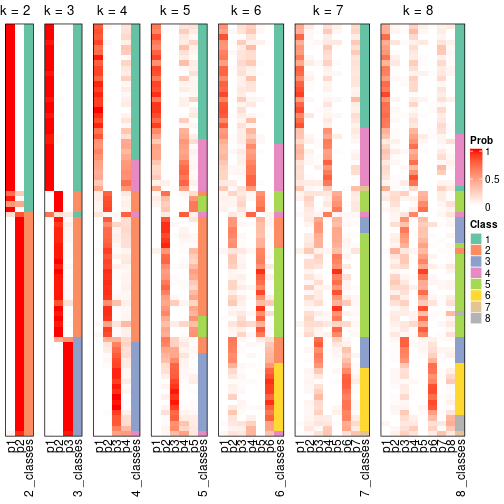 k = 2 k = 3 k = 4 k = 5 k = 6 k = 7 k = 8
Prob
1
0.5
0
Class
1
2
3
4
5
6
7
8
p1 p2 2_classes
p1 p2 p3 3_classes
p1 p2 p3 p4 4_classes
p1 p2 p3 p4 p5 5_classes
p1 p2 p3 p4 p5 p6 6_classes
p1 p2 p3 p4 p5 p6 p7 7_classes
p1 p2 p3 p4 p5 p6 p7 p8 8_classes